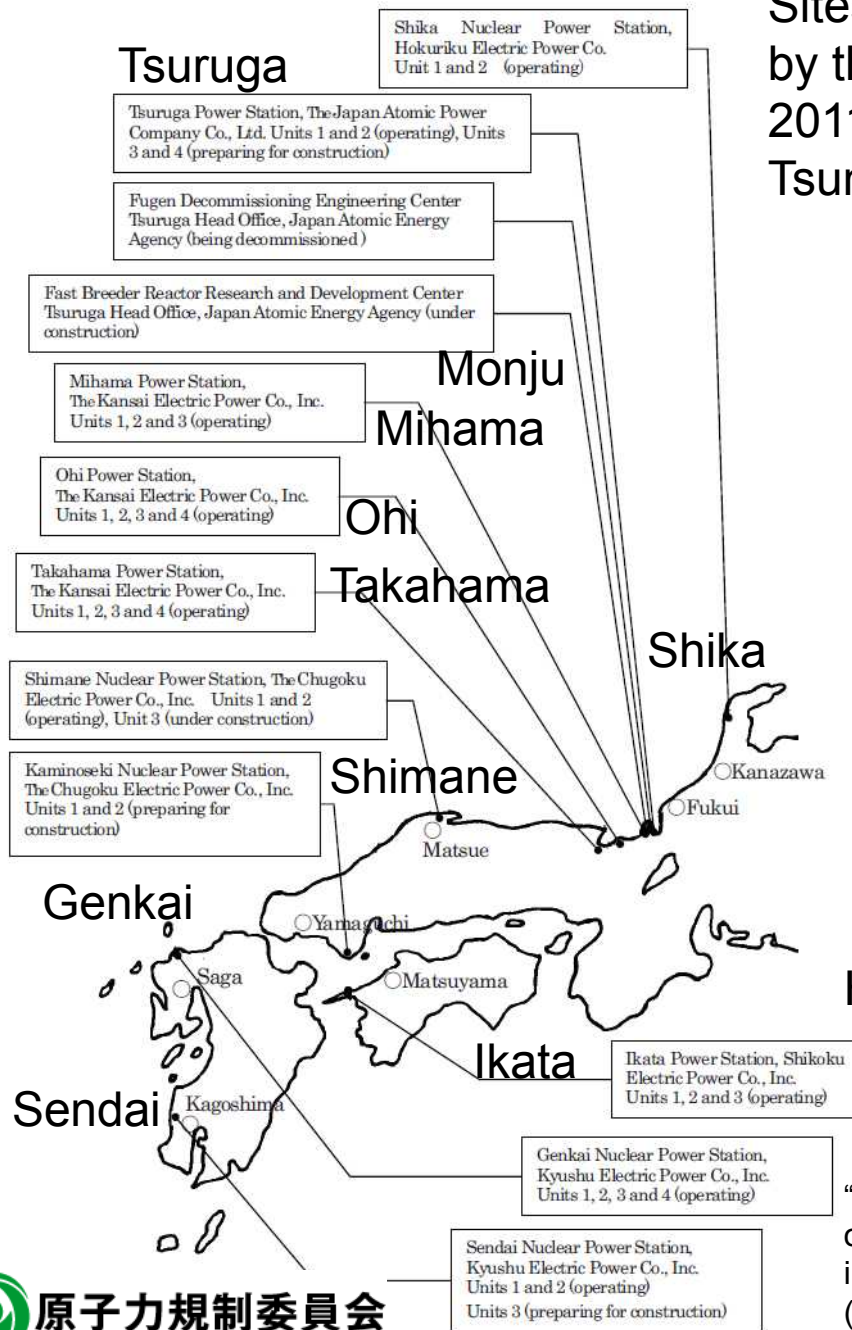 Site
by th
2011
Tsur
Shika Nuclear Power Station,
Hokuriku Electric Power Co.
Unit 1 and 2 (operating)
Tsuruga
Tsuruga Power Station, The Japan Atomic Power
Company Co., Ltd. Units 1 and 2 (operating), Units
3 and 4 (preparing for construction)
Fugen Decommissioning Engineering Center
Tsuruga Head Office, Japan Atomic Energy
Agency (being decommissioned )
Fast Breeder Reactor Research and Development Center
Tsuruga Head Office, Japan Atomic Energy Agency (under
construction)
Monju
Mihama Power Station,
The Kansai Electric Power Co., Inc.
Units 1, 2 and 3 (operating)
Mihama
Ohi Power Station,
The Kansai Electric Power Co., Inc.
Units 1, 2, 3 and 4 (operating)
Ohi
Takahama Power Station,
The Kansai Electric Power Co., Inc.
Units 1, 2, 3 and 4 (operating)
Takahama
Shika
Shimane Nuclear Power Station, The Chugoku
Electric Power Co., Inc. Units 1 and 2
(operating), Unit 3 (under construction)
Kaminoseki Nuclear Power Station,
The Chugoku Electric Power Co., Inc.
Units 1 and 2 (preparing for
construction)
Shimane
Kanazawa
Fukui
Matsue
Genkai
Yamaguchi
Saga
Matsuyama
Ikata
Ikata Power Station, Shikoku
Electric Power Co., Inc.
Units 1, 2 and 3 (operating)
Sendai
Kagoshima
Genkai Nuclear Power Station,
Kyushu Electric Power Co., Inc.
Units 1, 2, 3 and 4 (operating)
Sendai Nuclear Power Station,
Kyushu Electric Power Co., Inc.
Units 1 and 2 (operating)
Units 3 (preparing for construction)
原子力規制委員会